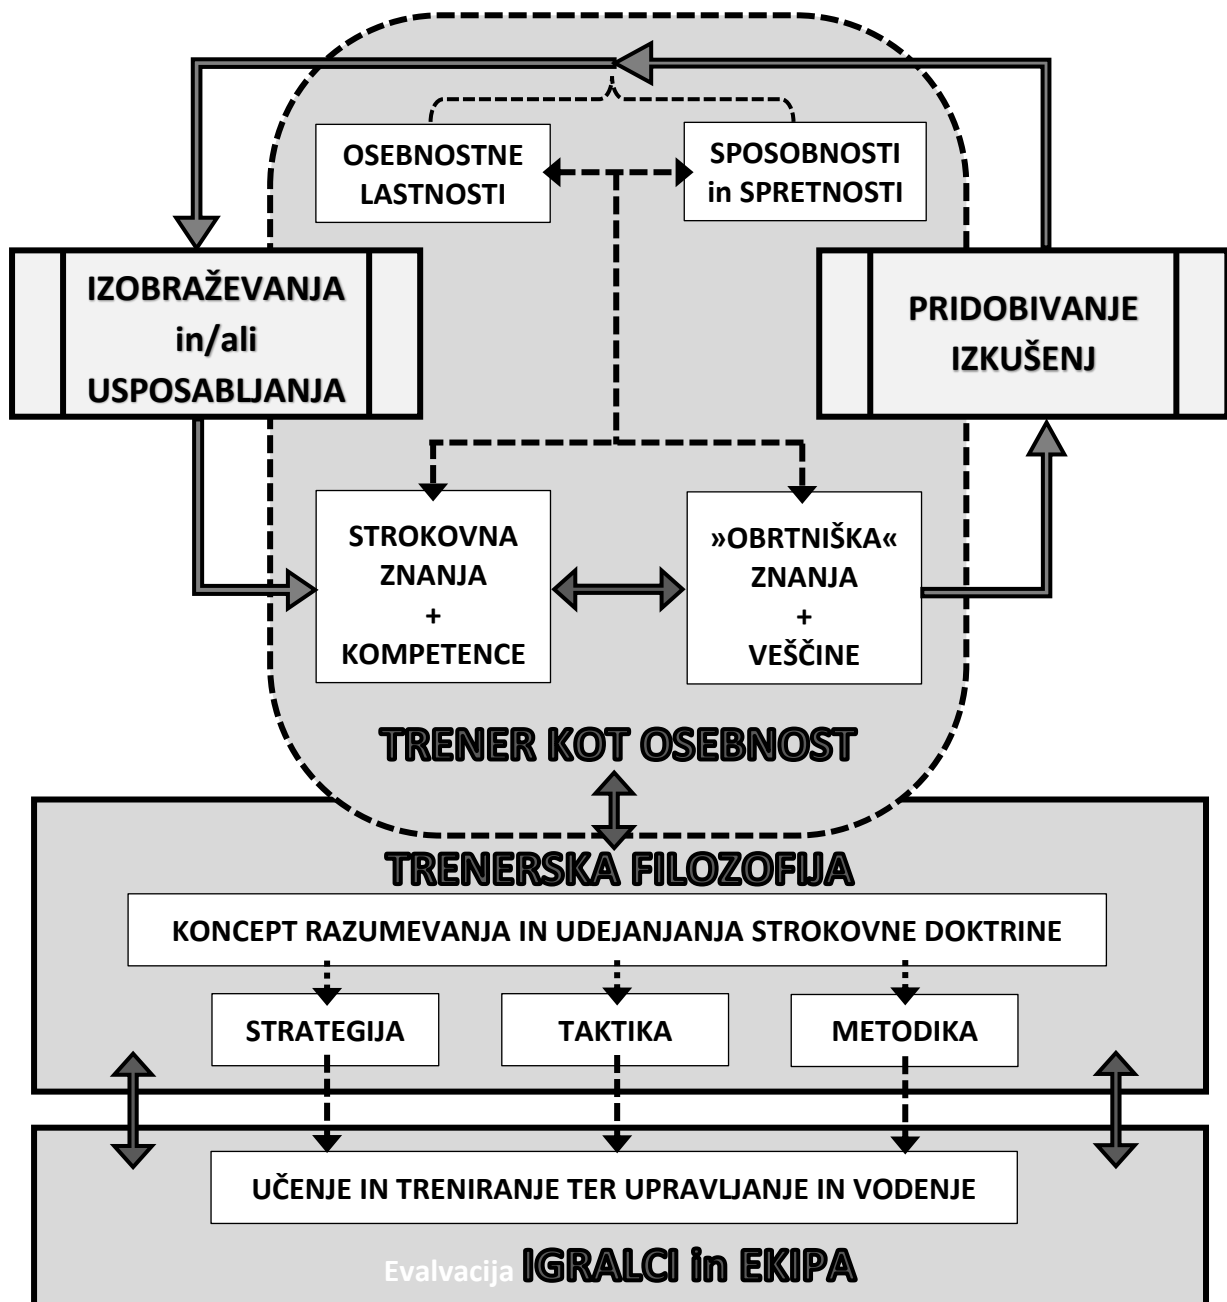 OSEBNOSTNE
LASTNOSTI
SPOSOBNOSTI
in SPRETNOSTI
IZOBRAŽEVANJA
in/ali
USPOSABLJANJA
PRIDOBIVANJE
IZKUŠENJ
STROKOVNA
ZNANJA
+
KOMPETENCE
»OBRTNIŠKA«
ZNANJA
+
VEŠČINE
TRENER KOT OSEBNOST
TRENERSKA FILOZOFIJA
KONCEPT RAZUMEVANJA IN UDEJANJANJA STROKOVNE DOKTRINE
STRATEGIJA
TAKTIKA
METODIKA
UČENJE IN TRENIRANJE TER UPRAVLJANJE IN VODENJE
Evalvacija IGRALCI in EKIPA